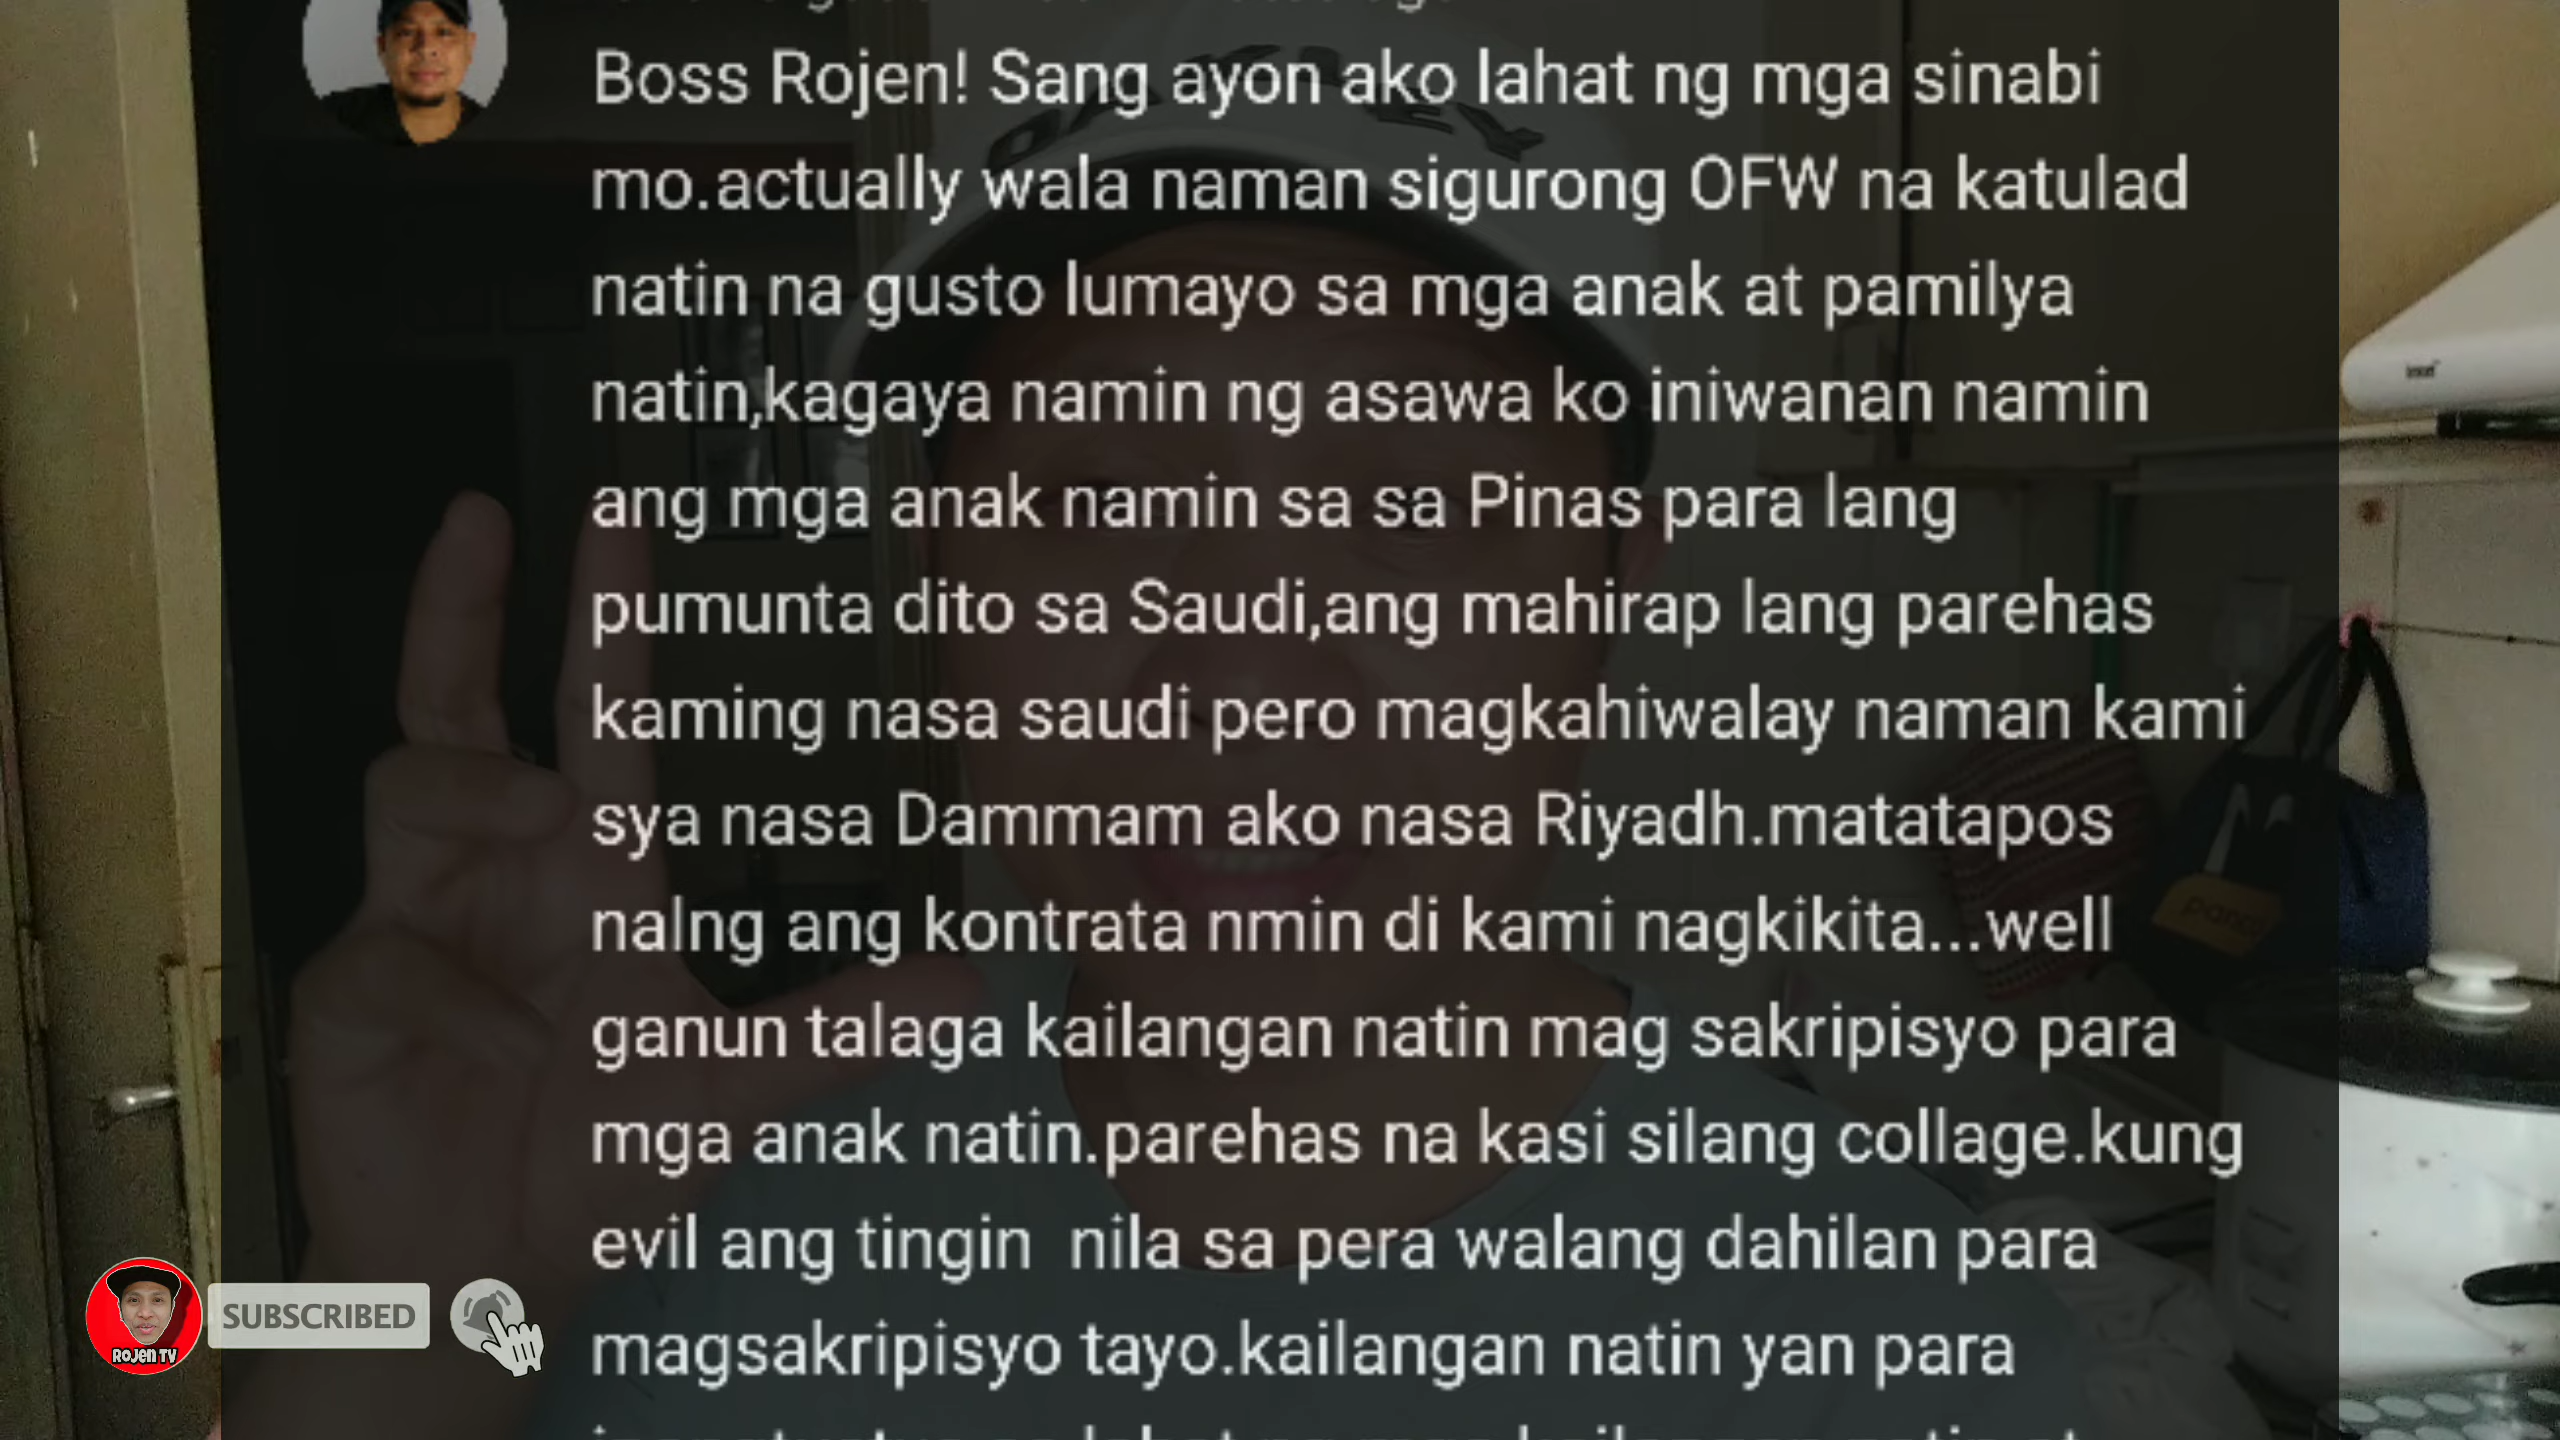 Boss Rojen! Sang ayon ako lahat ng mga sinabi
mo.actually wala naman sigurong OFW na katulad
natin na gusto lumayo sa mga anak at pamilya
natin,kagaya namin ng asawa ko iniwanan namin
ang mga anak namin sa sa Pinas para lang
pumunta dito sa Saudi,ang mahirap lang parehas
kaming nasa saudi pero magkahiwalay naman kami
sya nasa Dammam ako nasa Riyadh.matatapos
nalng ang kontrata nmin di kami nagkikita...well
ganun talaga kailangan natin mag sakripisyo para
mga anak natin.parehas na kasi silang collage.kung
evil ang tingin  nila sa pera walang dahilan para
magsakripisyo tayo.kailangan natin yan para
SUBSCRIBED
ROJEN TV